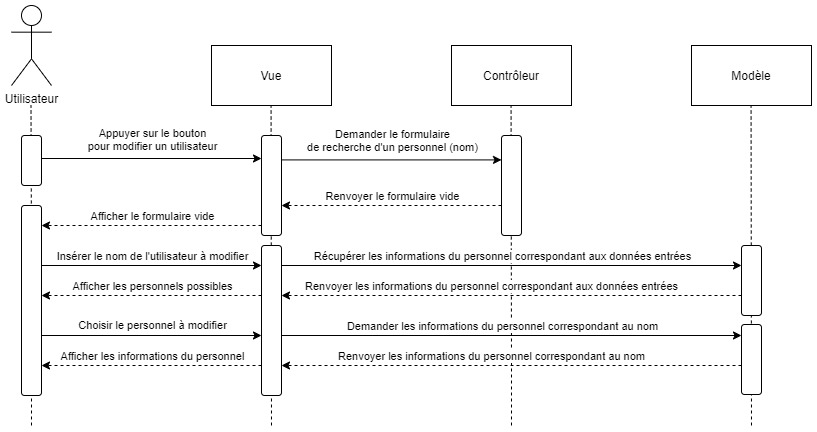 Utilisateur
Vue
Contrôleur
Modèle
Appuyer sur le bouton
pour modifier un utilisateur
Demander le formulaire
de recherche d'un personnel (nom)
Renvoyer le formulaire vide
Afficher le formulaire vide
Insérer le nom de l'utilisateur à modifier
Récupérer les informations du personnel correspondant aux données entrées
Afficher les personnels possibles
Renvoyer les informations du personnel correspondant aux données entrées
Choisir le personnel à modifier
Demander les informations du personnel correspondant au nom
Afficher les informations du personnel
Renvoyer les informations du personnel correspondant au nom